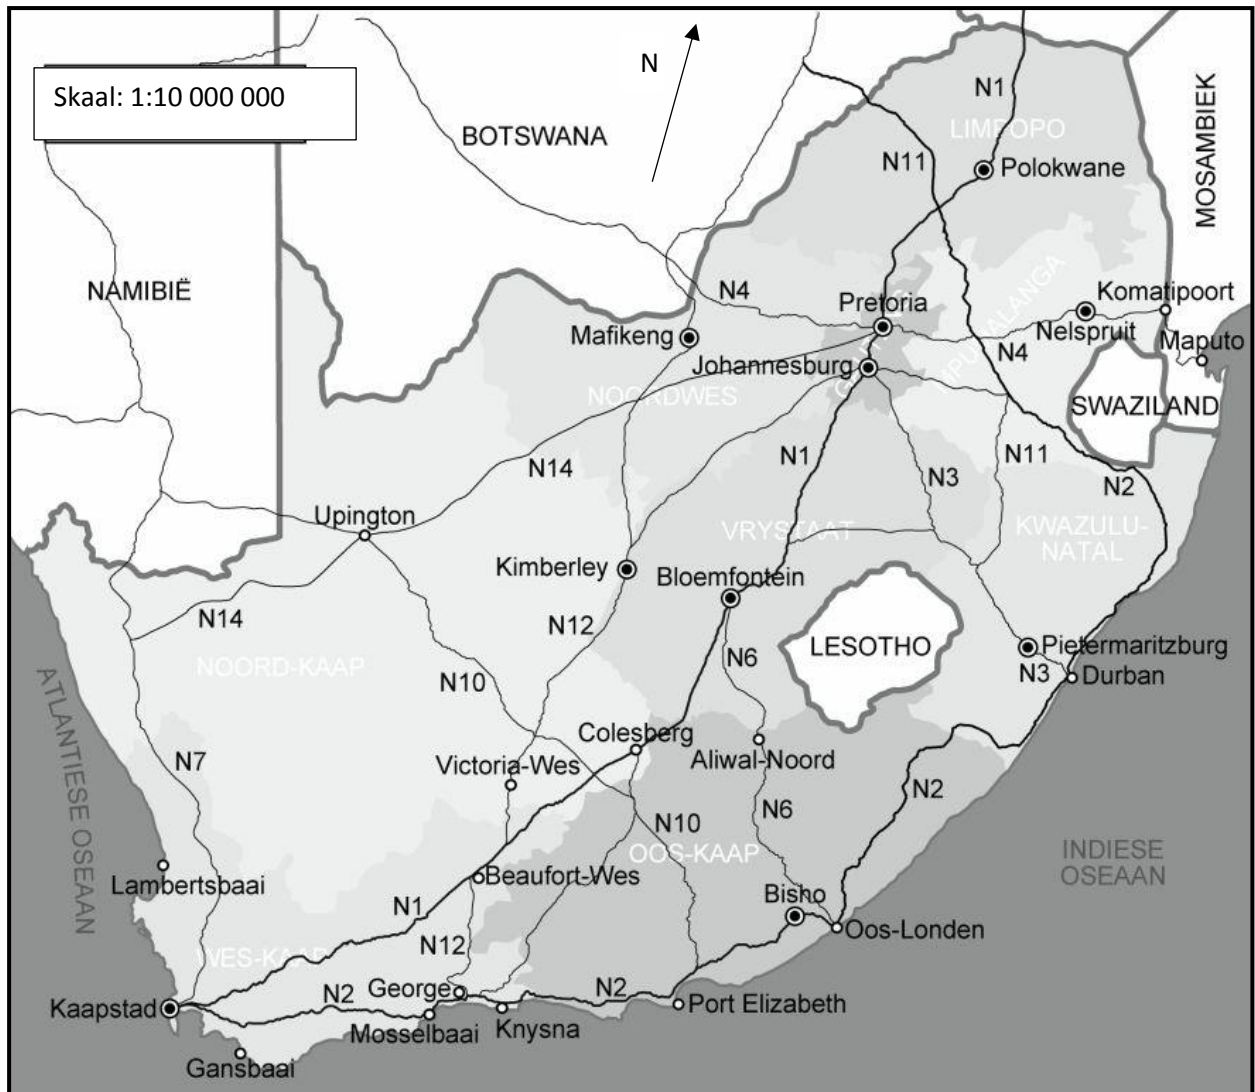 N
Skaal: 1:10 000 000
N1
BOTSWANA
LIMPOPO
N11
Polokwane
MOSAMBIEK
NAMIBIË
N4
Pretoria
Komatipoort
MPUMALANGA
Mafikeng
Nelspruit
Maputo
Johannesburg
N4
GAUTENG
NOORDWES
SWAZILAND
N1
N14
N3
N11
N2
Upington
VRYSTAAT
KWAZULU-
NATAL
Kimberley
Bloemfontein
N14
N12
LESOTHO
Pietermaritzburg
NOORD-KAAP
N6
N3
Durban
N10
ATLANTIESE OSEAAN
Colesberg
N7
Victoria-Wes
Aliwal-Noord
N2
N6
N10
OOS-KAAP
INDIESE
OSEAAN
Lambertsbaai
Beaufort-Wes
Bisho
N1
Oos-Londen
N12
WES-KAAP
George
N2
N2
Kaapstad
Port Elizabeth
Mosselbaai
Knysna
Gansbaai